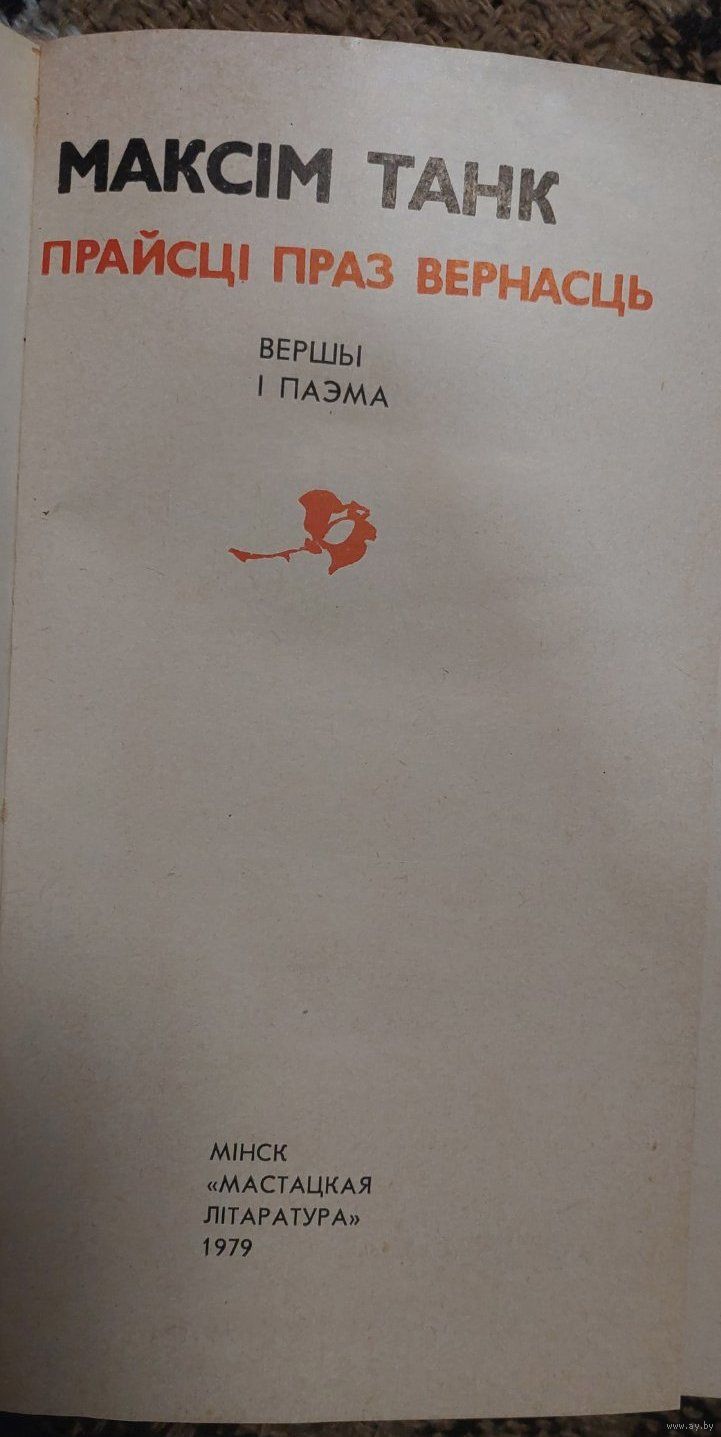 МАКСІМ ТАНК
ПРАЙСЦІ ПРАЗ ВЕРНАСЦЬ
ВЕРШЫ
І ПАЭМА
МІНСК
«МАСТАЦКАЯ
ЛІТАРАТУРА»
1979
www.ay.by